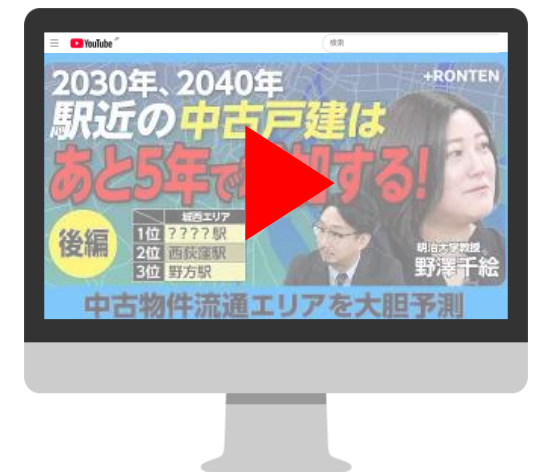 YouTube JP
検索
+RONTEN
2030年、2040年
駅近の中古戸建は
あと5年で 加する!
城西エリア
1位 ????駅
2位 西荻窪駅
3位 野方駅
後編
明治大学教授
野澤千絵
中古物件流通エリアを大胆予測